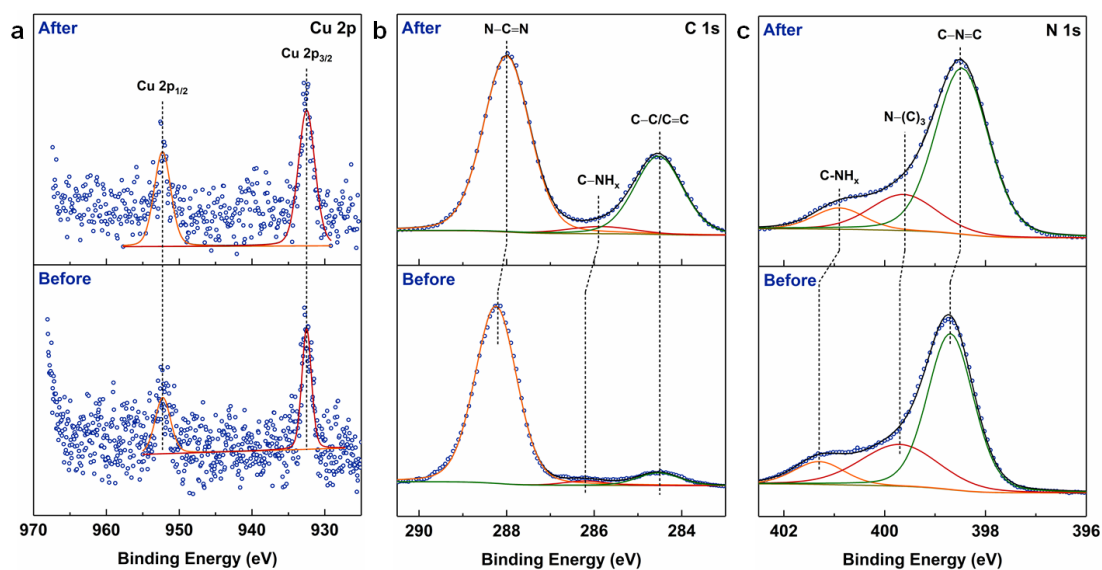 a
After
Cu 2p
Cu 2p3/2
Cu 2p1/2
Before
970 960 950 940 930
Binding Energy (eV)
b
After
N–C=N
C 1s
C–C/C=C
C–NHx
Before
290 288 286 284
Binding Energy (eV)
c
After
C–N=C
N 1s
N–(C)3
C-NHx
Before
402 400 398 396
Binding Energy (eV)